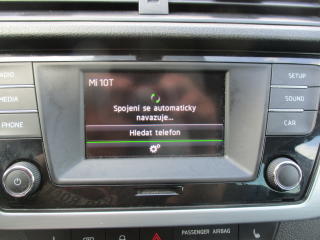 Mi 10T
RADIO
SETUP
Spojení se automaticky
navazuje...
MEDIA
SOUND
Hledat telefon
PHONE
CAR
PASSENGER AIRBAG